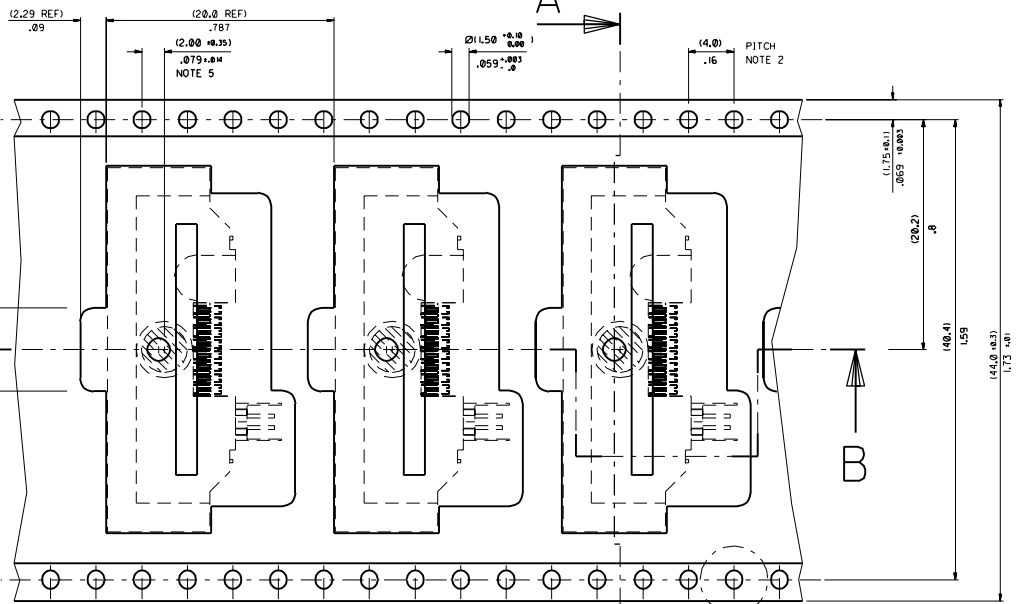 A
(2.29 REF)
.09
(20.0 REF)
.787
(2.00 ±0.35)
.079±.014
NOTE 5
Ø(1.50 +0.10 0.00)
.059 +.003 -.0
(4.0)
.16
PITCH
NOTE 2
(1.75 ±0.1)
.069 ±0.003
(20.2)
.8
(40.4)
1.59
(44.0 ±0.3)
1.73 ±.01
B